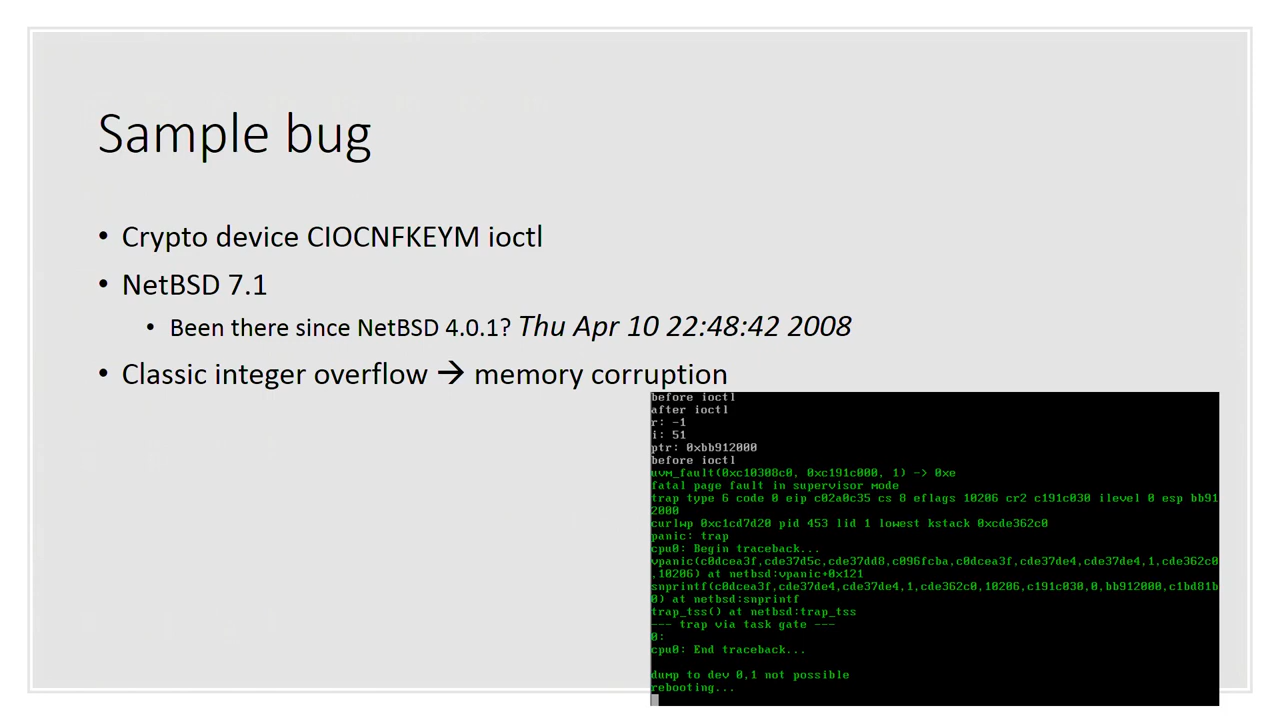 Sample bug
• Crypto device CIOCNFKEYM ioctl
• NetBSD 7.1
• Been there since NetBSD 4.0.1? Thu Apr 10 22:48:42 2008
• Classic integer overflow → memory corruption
before ioctl
after ioctl
r: -1
i: 51
ptr: 0xbb912000
before ioctl
uvm_fault(0xc10308c0, 0xc191c000, 1) -> 0xe
fatal page fault in supervisor mode
trap type 6 code 0 eip c02a0c35 cs 8 eflags 10206 cr2 c191c030 ilevel 0 esp bb91
2000
curlwp 0xc1cd7d20 pid 453 lid 1 lowest kstack 0xcde362c0
panic: trap
cpu0: Begin traceback...
vpanic(c0dcea3f,cde37d5c,cde37dd8,c096fcba,c0dcea3f,cde37de4,cde37de4,1,cde362c0
,10206) at netbsd:vpanic+0x121
snprintf(c0dcea3f,cde37de4,cde37de4,1,cde362c0,10206,c191c030,0,bb912000,c1bd81b
0) at netbsd:snprintf
trap_tss() at netbsd:trap_tss
--- trap via task gate ---
0:
cpu0: End traceback...
dump to dev 0,1 not possible
rebooting...